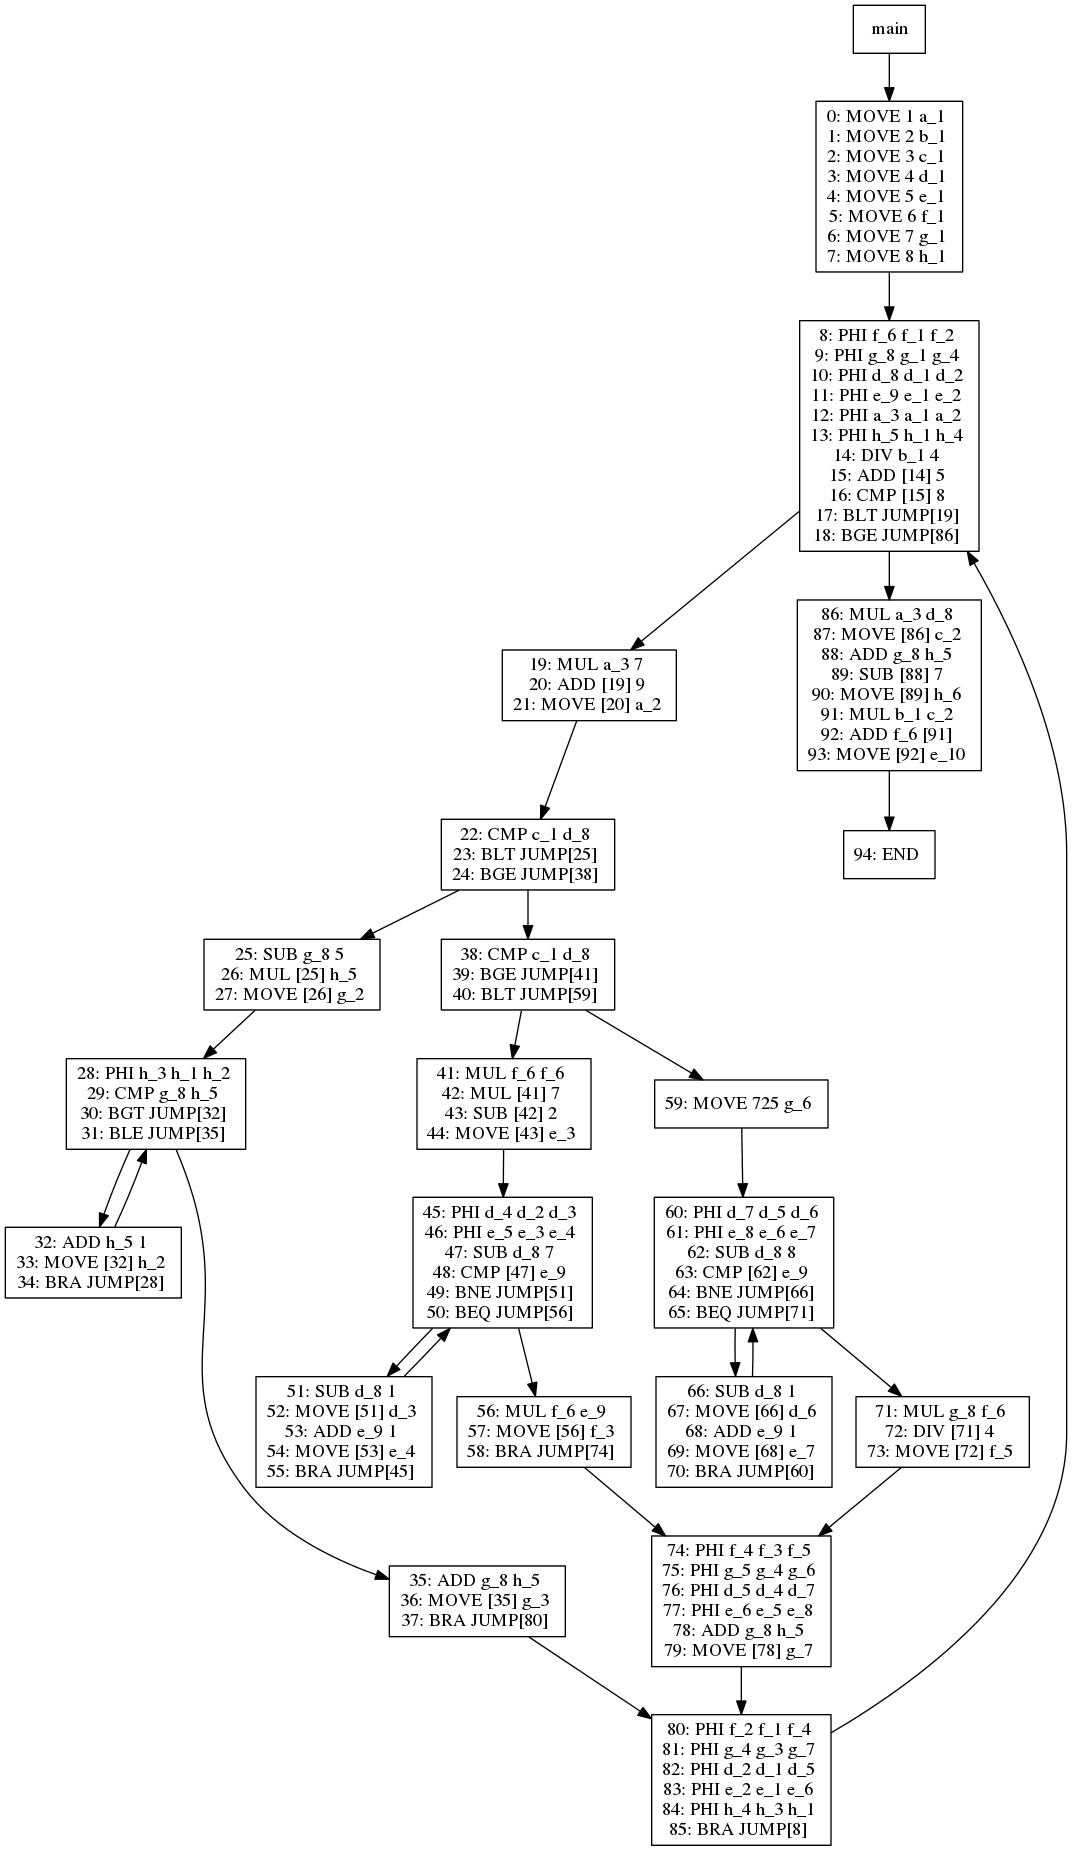 main
0: MOVE 1 a_1
1: MOVE 2 b_1
2: MOVE 3 c_1
3: MOVE 4 d_1
4: MOVE 5 e_1
5: MOVE 6 f_1
6: MOVE 7 g_1
7: MOVE 8 h_1
8: PHI f_6 f_1 f_2
9: PHI g_8 g_1 g_4
10: PHI d_8 d_1 d_2
11: PHI e_9 e_1 e_2
12: PHI a_3 a_1 a_2
13: PHI h_5 h_1 h_4
14: DIV b_1 4
15: ADD [14] 5
16: CMP [15] 8
17: BLT JUMP[19]
18: BGE JUMP[86]
19: MUL a_3 7
20: ADD [19] 9
21: MOVE [20] a_2
86: MUL a_3 d_8
87: MOVE [86] c_2
88: ADD g_8 h_5
89: SUB [88] 7
90: MOVE [89] h_6
91: MUL b_1 c_2
92: ADD f_6 [91]
93: MOVE [92] e_10
94: END
22: CMP c_1 d_8
23: BLT JUMP[25]
24: BGE JUMP[38]
25: SUB g_8 5
26: MUL [25] h_5
27: MOVE [26] g_2
38: CMP c_1 d_8
39: BGE JUMP[41]
40: BLT JUMP[59]
28: PHI h_3 h_1 h_2
29: CMP g_8 h_5
30: BGT JUMP[32]
31: BLE JUMP[35]
41: MUL f_6 f_6
42: MUL [41] 7
43: SUB [42] 2
44: MOVE [43] e_3
59: MOVE 725 g_6
32: ADD h_5 1
33: MOVE [32] h_2
34: BRA JUMP[28]
45: PHI d_4 d_2 d_3
46: PHI e_5 e_3 e_4
47: SUB d_8 7
48: CMP [47] e_9
49: BNE JUMP[51]
50: BEQ JUMP[56]
60: PHI d_7 d_5 d_6
61: PHI e_8 e_6 e_7
62: SUB d_8 8
63: CMP [62] e_9
64: BNE JUMP[66]
65: BEQ JUMP[71]
51: SUB d_8 1
52: MOVE [51] d_3
53: ADD e_9 1
54: MOVE [53] e_4
55: BRA JUMP[45]
56: MUL f_6 e_9
57: MOVE [56] f_3
58: BRA JUMP[74]
66: SUB d_8 1
67: MOVE [66] d_6
68: ADD e_9 1
69: MOVE [68] e_7
70: BRA JUMP[60]
71: MUL g_8 f_6
72: DIV [71] 4
73: MOVE [72] f_5
35: ADD g_8 h_5
36: MOVE [35] g_3
37: BRA JUMP[80]
74: PHI f_4 f_3 f_5
75: PHI g_5 g_4 g_6
76: PHI d_5 d_4 d_7
77: PHI e_6 e_5 e_8
78: ADD g_8 h_5
79: MOVE [78] g_7
80: PHI f_2 f_1 f_4
81: PHI g_4 g_3 g_7
82: PHI d_2 d_1 d_5
83: PHI e_2 e_1 e_6
84: PHI h_4 h_3 h_1
85: BRA JUMP[8]